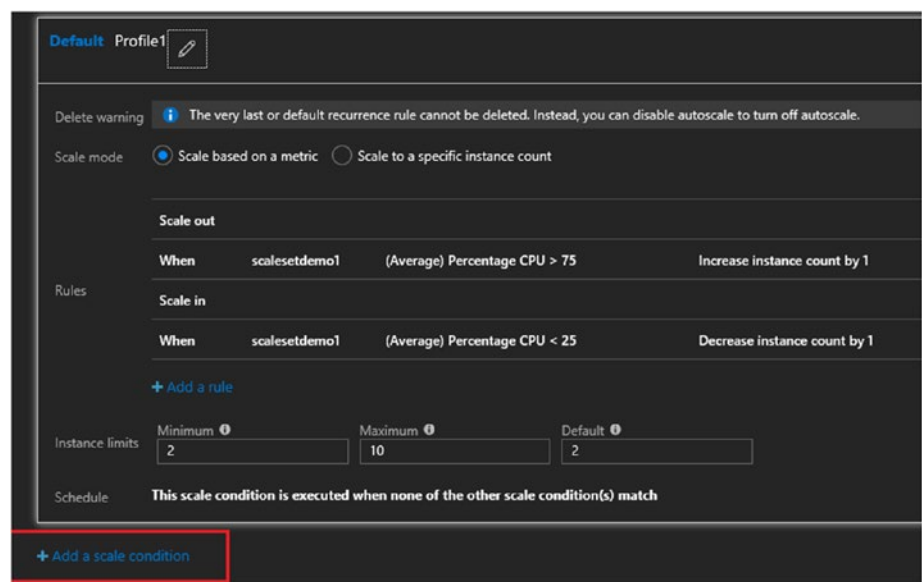 Default Profile1
Delete warning The very last or default recurrence rule cannot be deleted. Instead, you can disable autoscale to turn off autoscale.
Scale mode Scale based on a metric Scale to a specific instance count
Scale out
When scalesetdemo1 (Average) Percentage CPU > 75 Increase instance count by 1
Rules
Scale in
When scalesetdemo1 (Average) Percentage CPU < 25 Decrease instance count by 1
+ Add a rule
Minimum Maximum Default
Instance limits 2 10 2
Schedule This scale condition is executed when none of the other scale condition(s) match
+ Add a scale condition